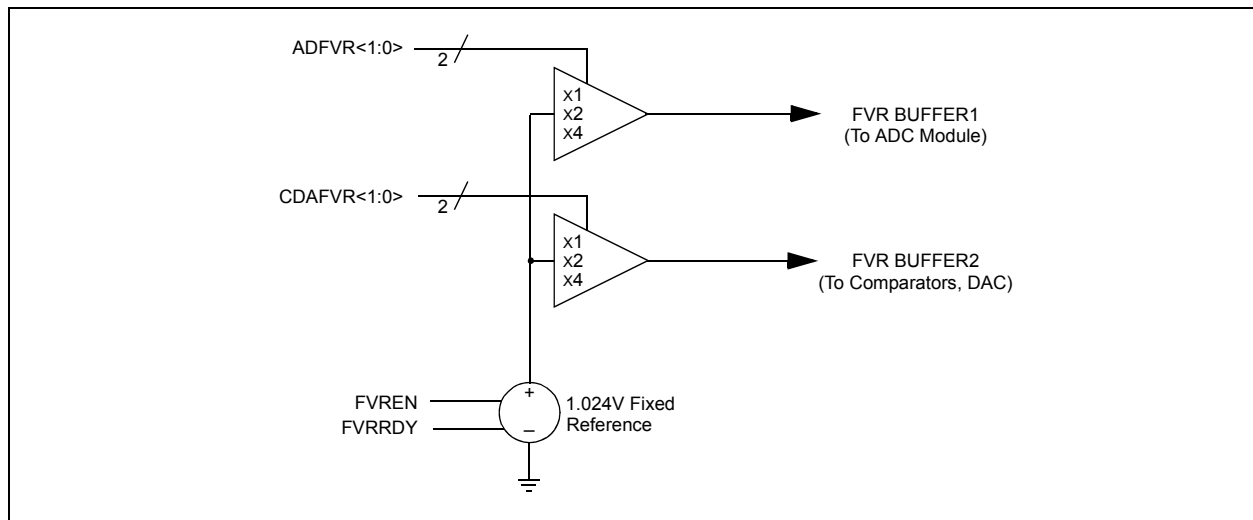 ADFVR<1:0>
2
X1
X2
X4
FVR BUFFER1
(To ADC Module)
CDAFVR<1:0>
2
X1
X2
X4
FVR BUFFER2
(To Comparators, DAC)
FVREN
FVRRDY
+
–
1.024V Fixed
Reference